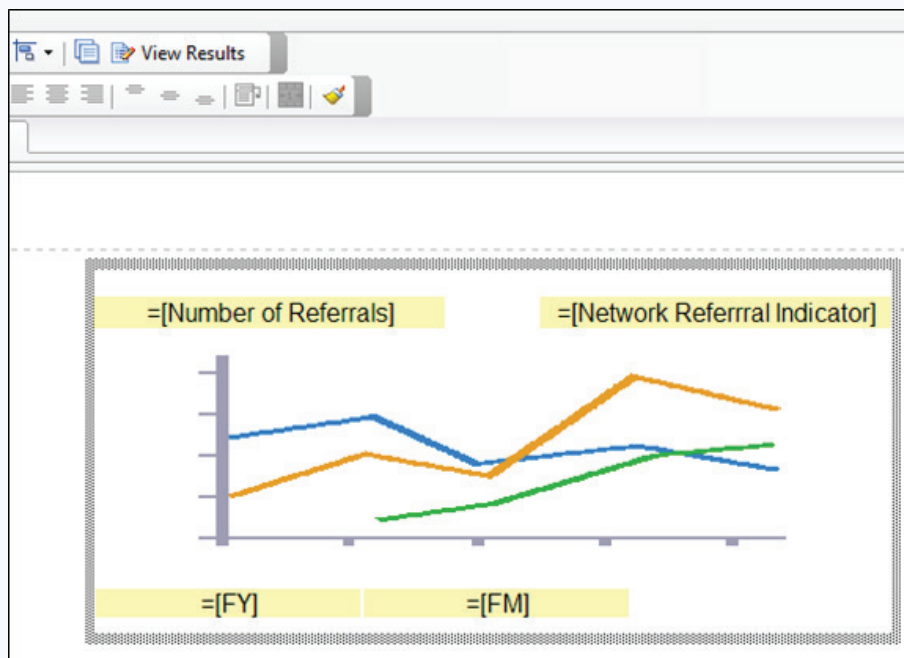 View Results
=[Number of Referrals]
=[Network Referrral Indicator]
=[FY]
=[FM]